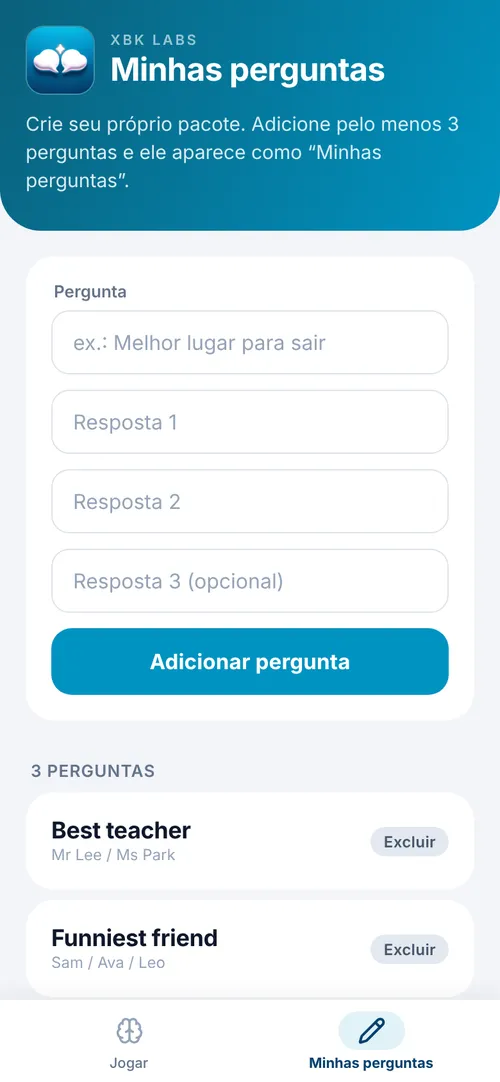 XBK LABS
Minhas perguntas
Crie seu próprio pacote. Adicione pelo menos 3
perguntas e ele aparece como “Minhas
perguntas”.
Pergunta
ex.: Melhor lugar para sair
Resposta 1
Resposta 2
Resposta 3 (opcional)
Adicionar pergunta
3 PERGUNTAS
Best teacher
Mr Lee / Ms Park
Excluir
Funniest friend
Sam / Ava / Leo
Excluir
Jogar
Minhas perguntas